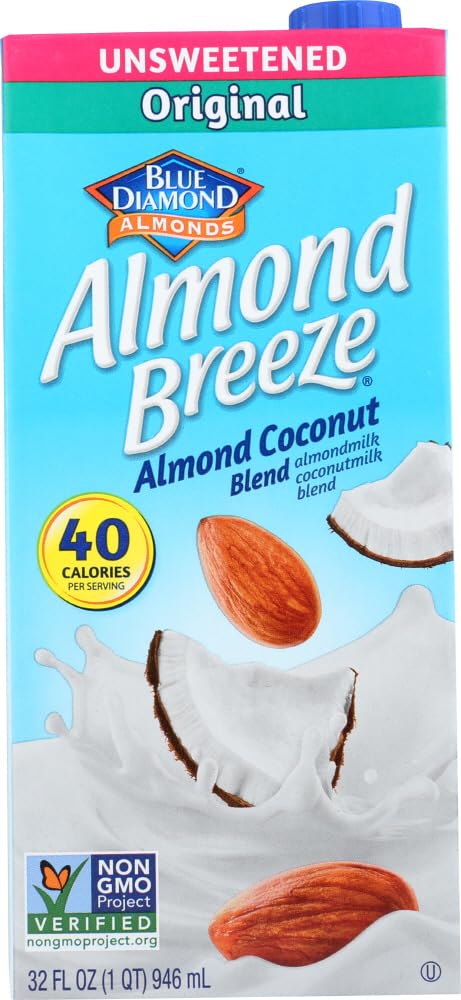 UNSWEETENED
Original
BLUE
DIAMOND®
ALMONDS
Almond
Breeze®
Almond Coconut
Blend almondmilk
coconutmilk
blend
40
CALORIES
PER SERVING
NON
GMO
Project
VERIFIED
nongmoproject.org
32 FL OZ (1 QT) 946 mL
U